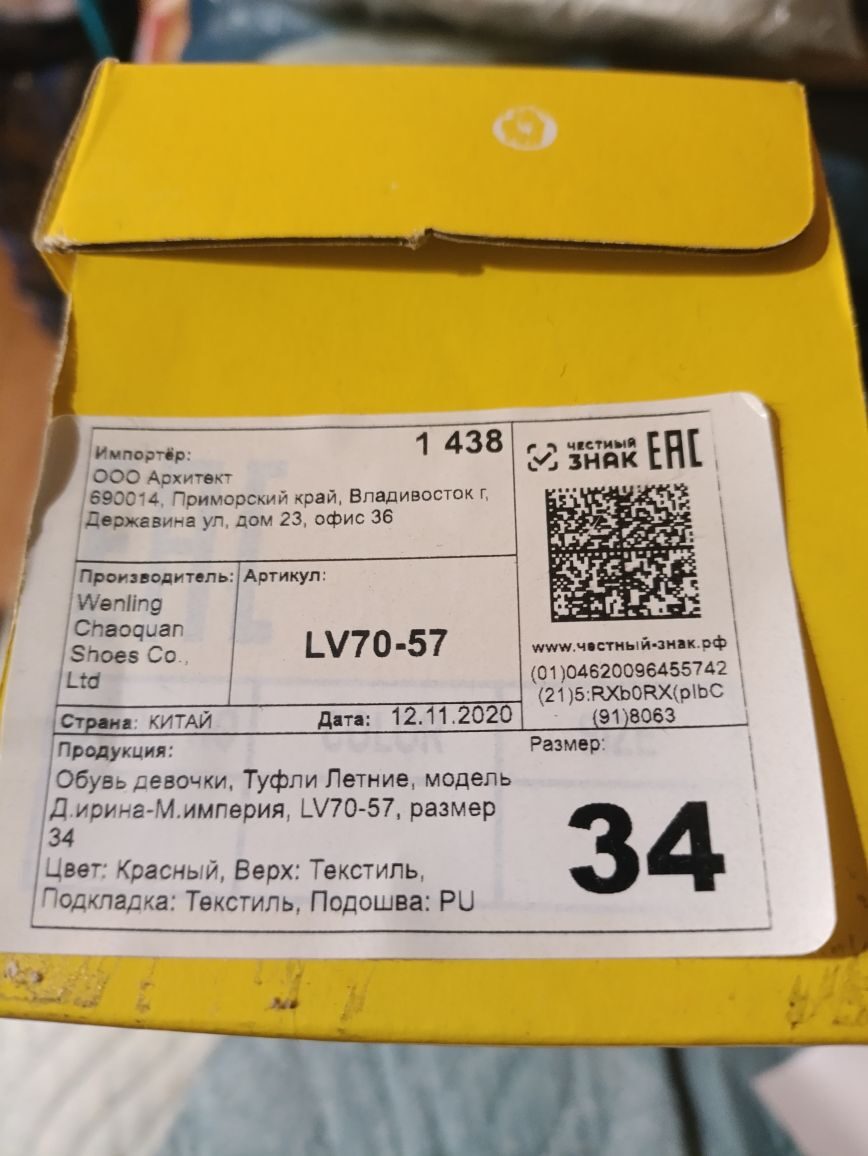 1 438
Импортёр:
ООО Архитект
690014, Приморский край, Владивосток г,
Державина ул, дом 23, офис 36
ЧЕСТНЫЙ
ЗНАК
EAC
www.честный-знак.рф
(01)04620096455742
(21)5:RXb0RX(pIbC
(91)8063
Производитель:
Wenling
Chaoquan
Shoes Co.,
Ltd
Артикул:
LV70-57
Страна: КИТАЙ
Дата: 12.11.2020
Продукция:
Обувь девочки, Туфли Летние, модель
Д.ирина-М.империя, LV70-57, размер
34
Цвет: Красный, Верх: Текстиль,
Подкладка: Текстиль, Подошва: PU
Размер:
34
COLOR